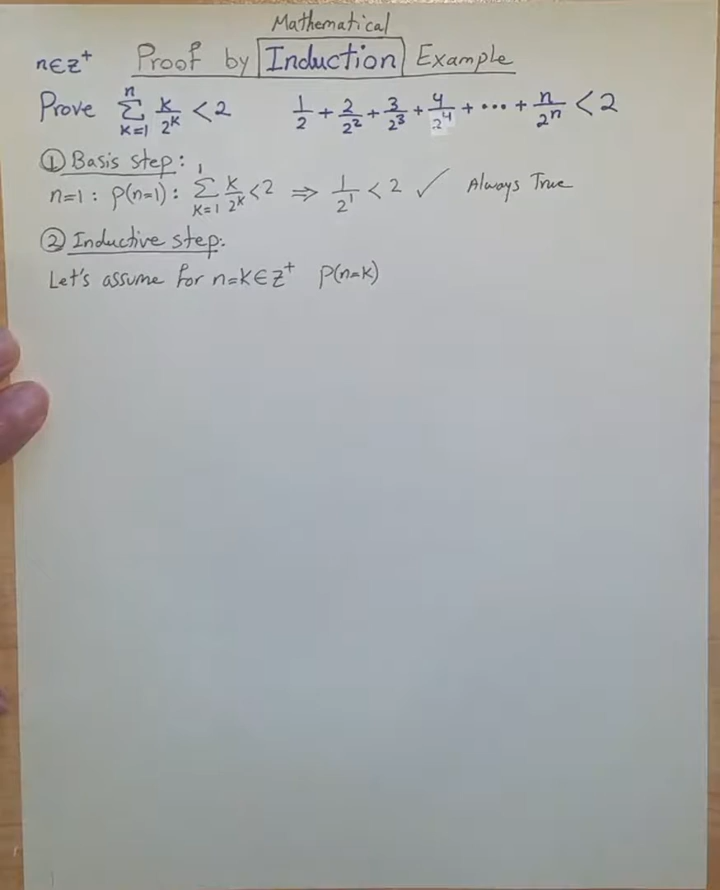 Mathematical
n∈Z⁺ Proof by Induction Example
Prove ∑_{k=1}^{n} k/2^k < 2 1/2 + 2/2² + 3/2³ + 4/2⁴ + ... + n/2ⁿ < 2
① Basis step:
n=1: P(n=1): ∑_{k=1}^{1} k/2^k < 2 ⇒ 1/2¹ < 2 ✓ Always True
② Inductive step:
Let's assume for n=k∈Z⁺ P(n=k)